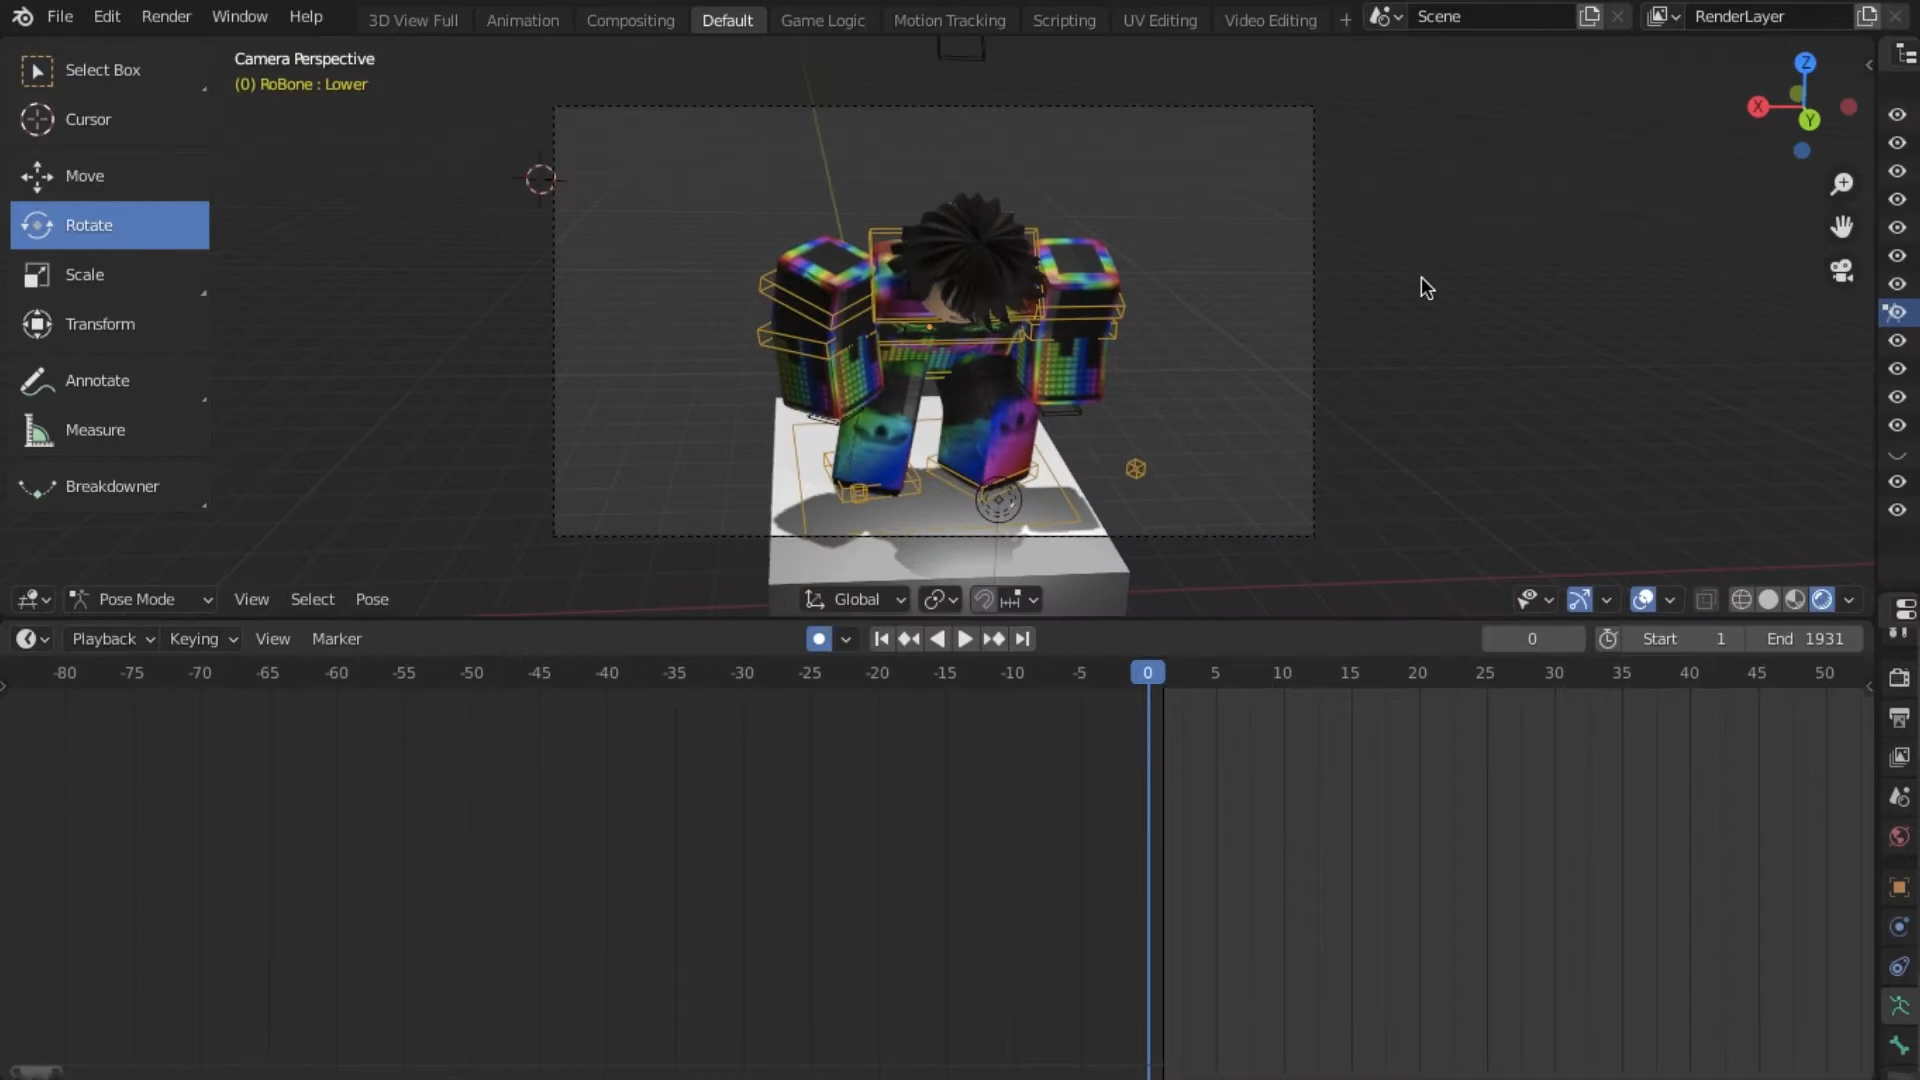 File Edit Render Window Help 3D View Full Animation Compositing Default Game Logic Motion Tracking Scripting UV Editing Video Editing + Scene RenderLayer
Select Box
Cursor
Move
Rotate
Scale
Transform
Annotate
Measure
Breakdowner
Camera Perspective
(0) RoBone : Lower
Z
X
Y
Pose Mode View Select Pose Global
Playback Keying View Marker 0 Start 1 End 1931
-80 -75 -70 -65 -60 -55 -50 -45 -40 -35 -30 -25 -20 -15 -10 -5 0 5 10 15 20 25 30 35 40 45 50